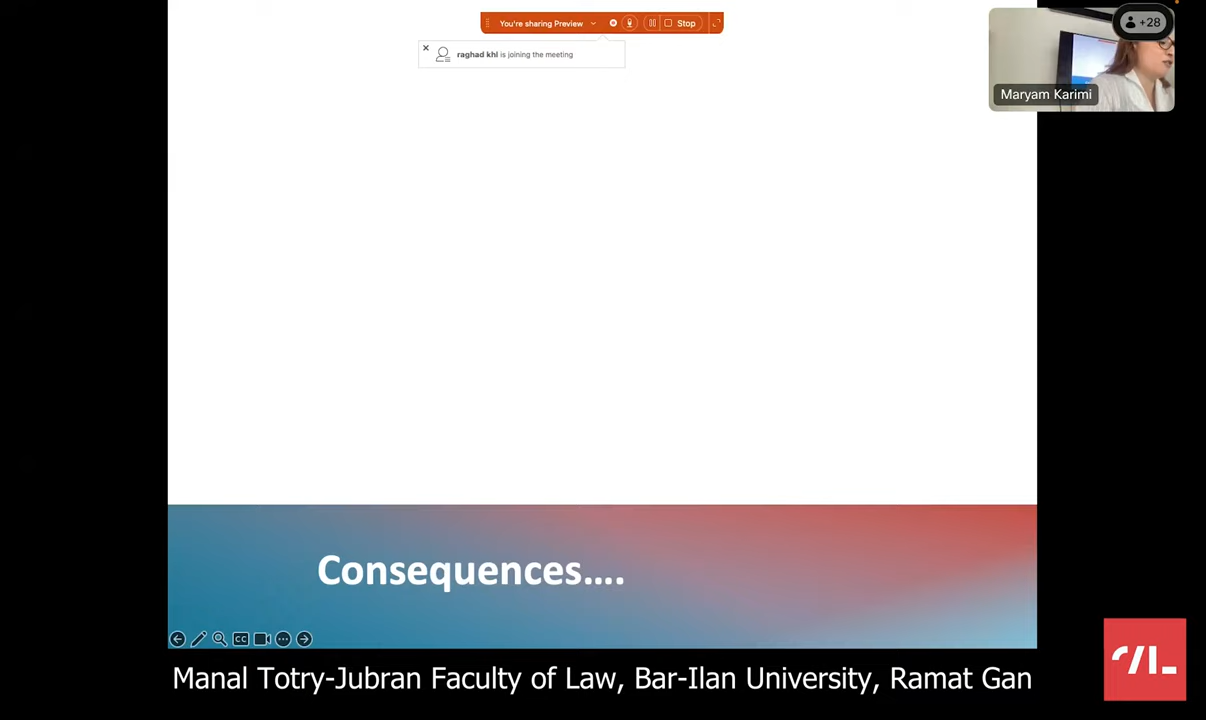 You're sharing Preview
Stop
raghad khl is joining the meeting
+28
Maryam Karimi
Consequences....
CC
Manal Totry-Jubran Faculty of Law, Bar-Ilan University, Ramat Gan